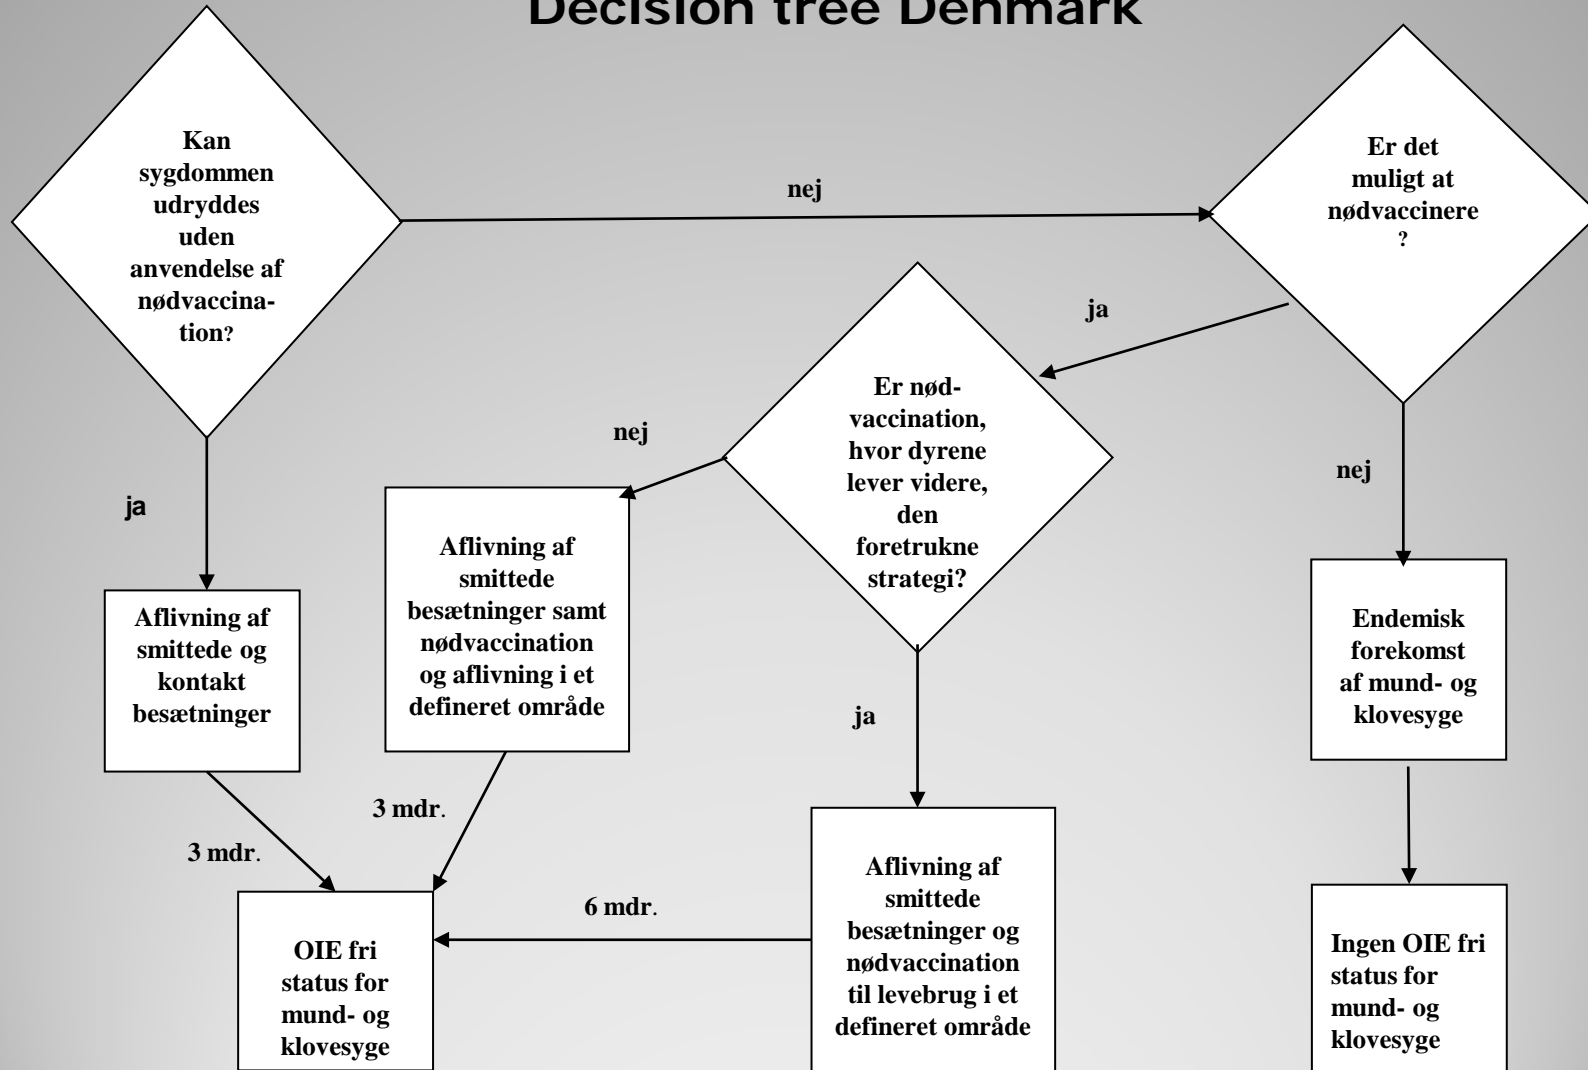 Decision tree Denmark
Kan
sygdommen
udryddes
uden
anvendelse af
nødvaccina-
tion?
nej
Er det
muligt at
nødvaccinere
?
ja
Er nød-
vaccination,
hvor dyrene
lever videre,
den
foretrukne
strategi?
nej
ja
nej
Aflivning af
smittede
besætninger samt
nødvaccination
og aflivning i et
defineret område
Aflivning af
smittede og
kontakt
besætninger
Endemisk
forekomst
af mund- og
klovesyge
ja
3 mdr.
3 mdr.
6 mdr.
Aflivning af
smittede
besætninger og
nødvaccination
til levebrug i et
defineret område
OIE fri
status for
mund- og
klovesyge
Ingen OIE fri
status for
mund- og
klovesyge